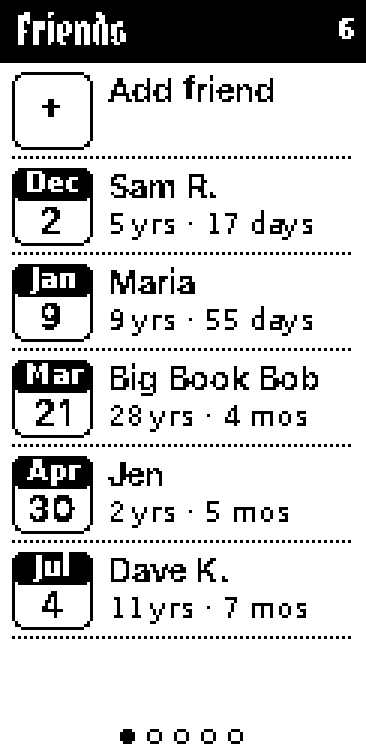 friends 6
+ Add friend
Dec Sam R.
2 5 yrs · 17 days
Jan Maria
9 9 yrs · 55 days
Mar Big Book Bob
21 28 yrs · 4 mos
Apr Jen
30 2 yrs · 5 mos
Jul Dave K.
4 11 yrs · 7 mos